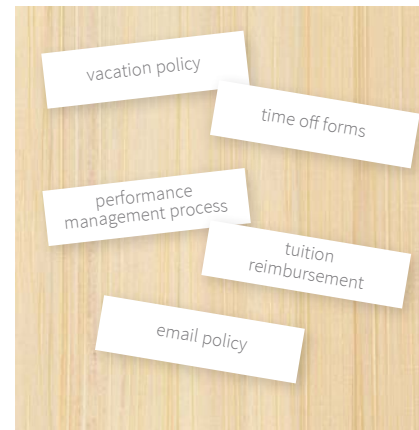 vacation policy
time off forms
performance
management process
tuition
reimbursement
email policy